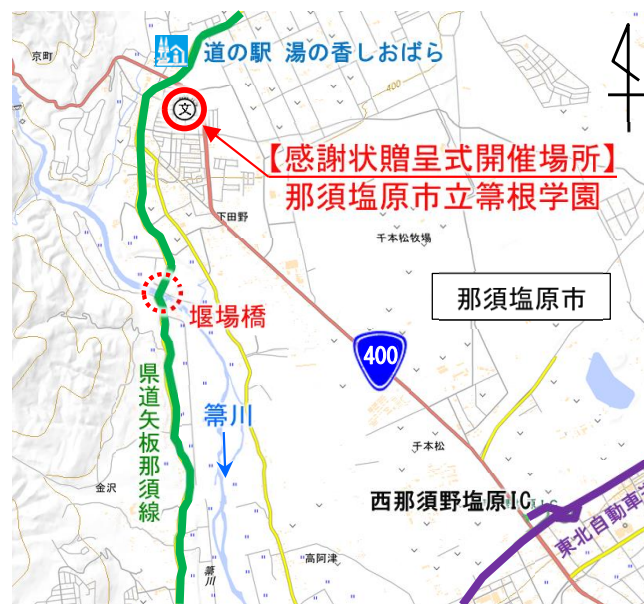 道の駅 湯の香しおばら
京町
400
文
【感謝状贈呈式開催場所】
那須塩原市立箒根学園
下田野
千本松牧場
那須塩原市
堰場橋
400
県道矢板那須線
箒川
千本松
金沢
西那須野塩原IC
東北自動車道
高阿津
箒川